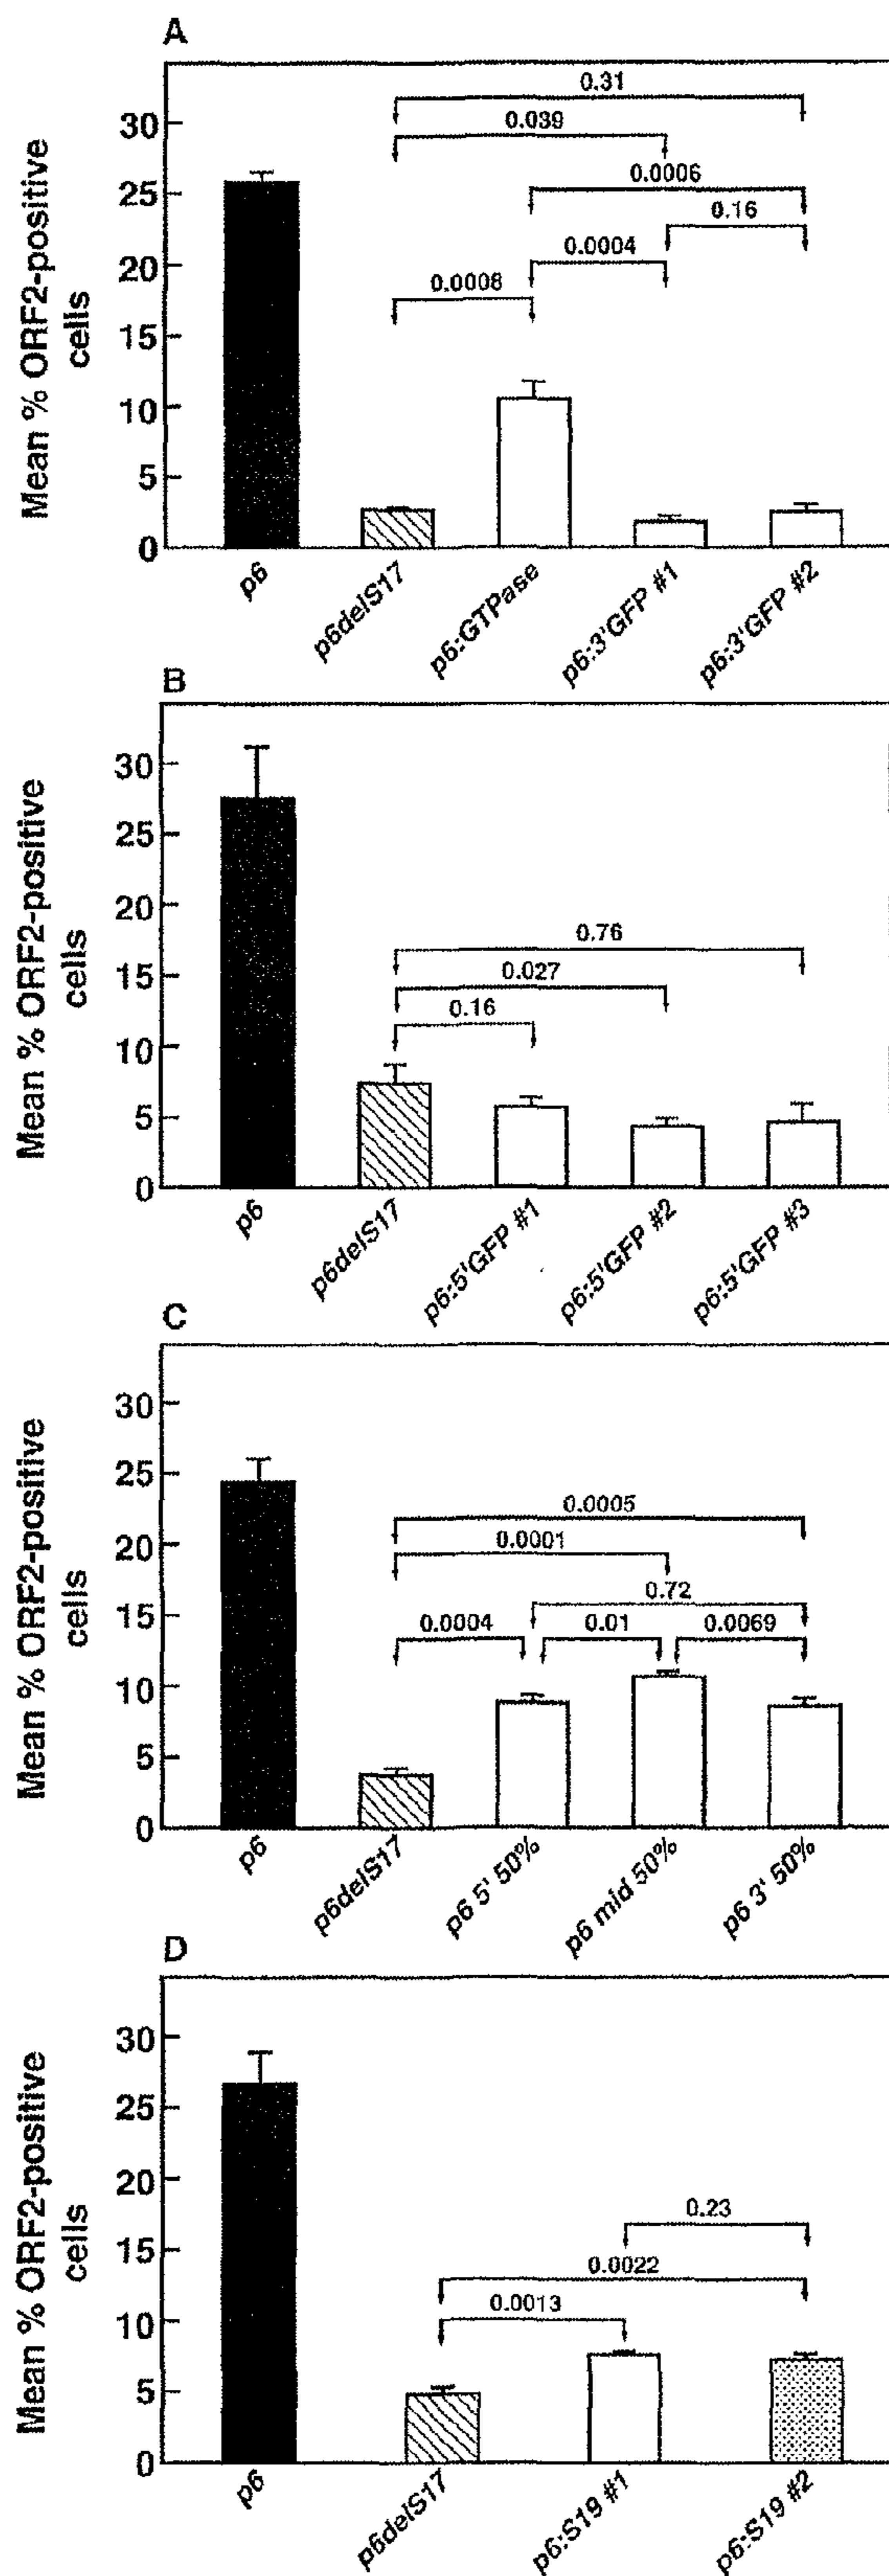 A
Mean % ORF2-positive
cells
30
25
20
15
10
5
0
0.31
0.039
0.0006
0.16
0.0004
0.0008
p6
p6delS17
p6:GTPase
p6:3'GFP #1
p6:3'GFP #2
B
Mean % ORF2-positive
cells
30
25
20
15
10
5
0
0.76
0.027
0.16
p6
p6delS17
p6:5'GFP #1
p6:5'GFP #2
p6:5'GFP #3
C
Mean % ORF2-positive
cells
30
25
20
15
10
5
0
0.0005
0.0001
0.72
0.0004
0.01
0.0069
p6
p6delS17
p6 5' 50%
p6 mid 50%
p6 3' 50%
D
Mean % ORF2-positive
cells
30
25
20
15
10
5
0
0.23
0.0022
0.0013
p6
p6delS17
p6:S19 #1
p6:S19 #2